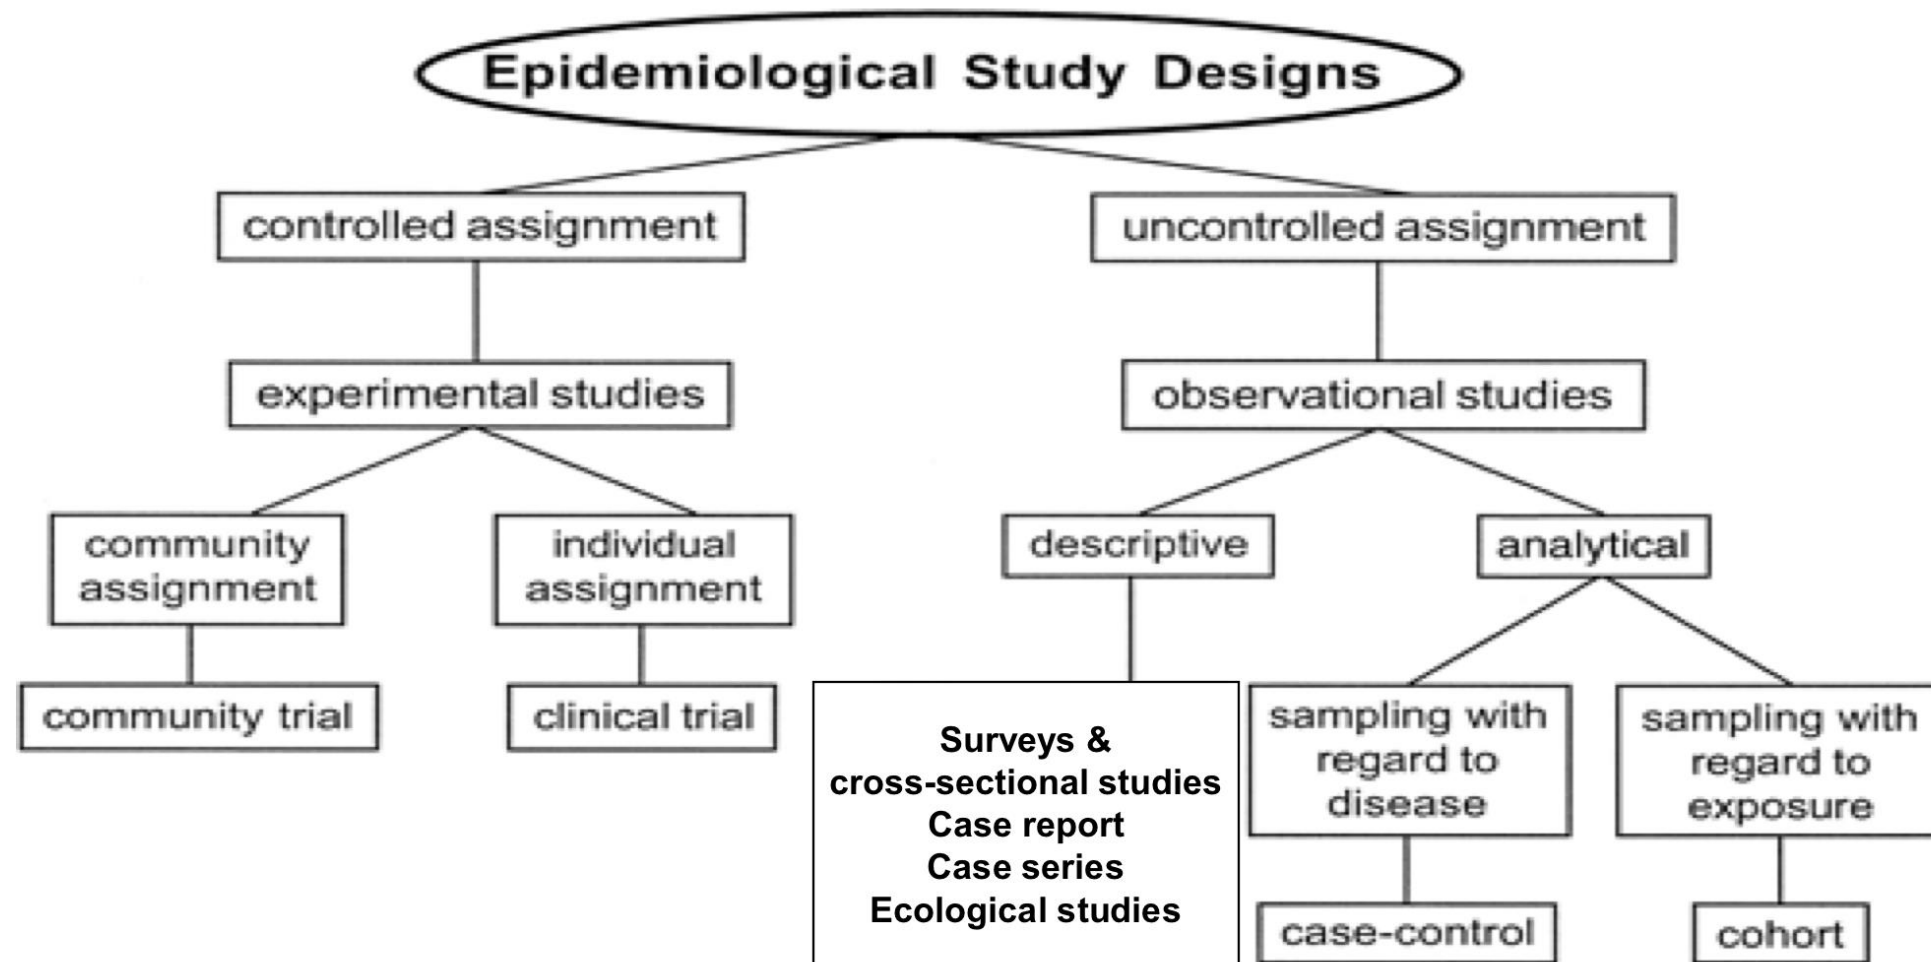 Epidemiological Study Designs
controlled assignment
uncontrolled assignment
experimental studies
observational studies
community
assignment
individual
assignment
descriptive
analytical
community trial
clinical trial
Surveys &
cross-sectional studies
Case report
Case series
Ecological studies
sampling with
regard to
disease
sampling with
regard to
exposure
case-control
cohort